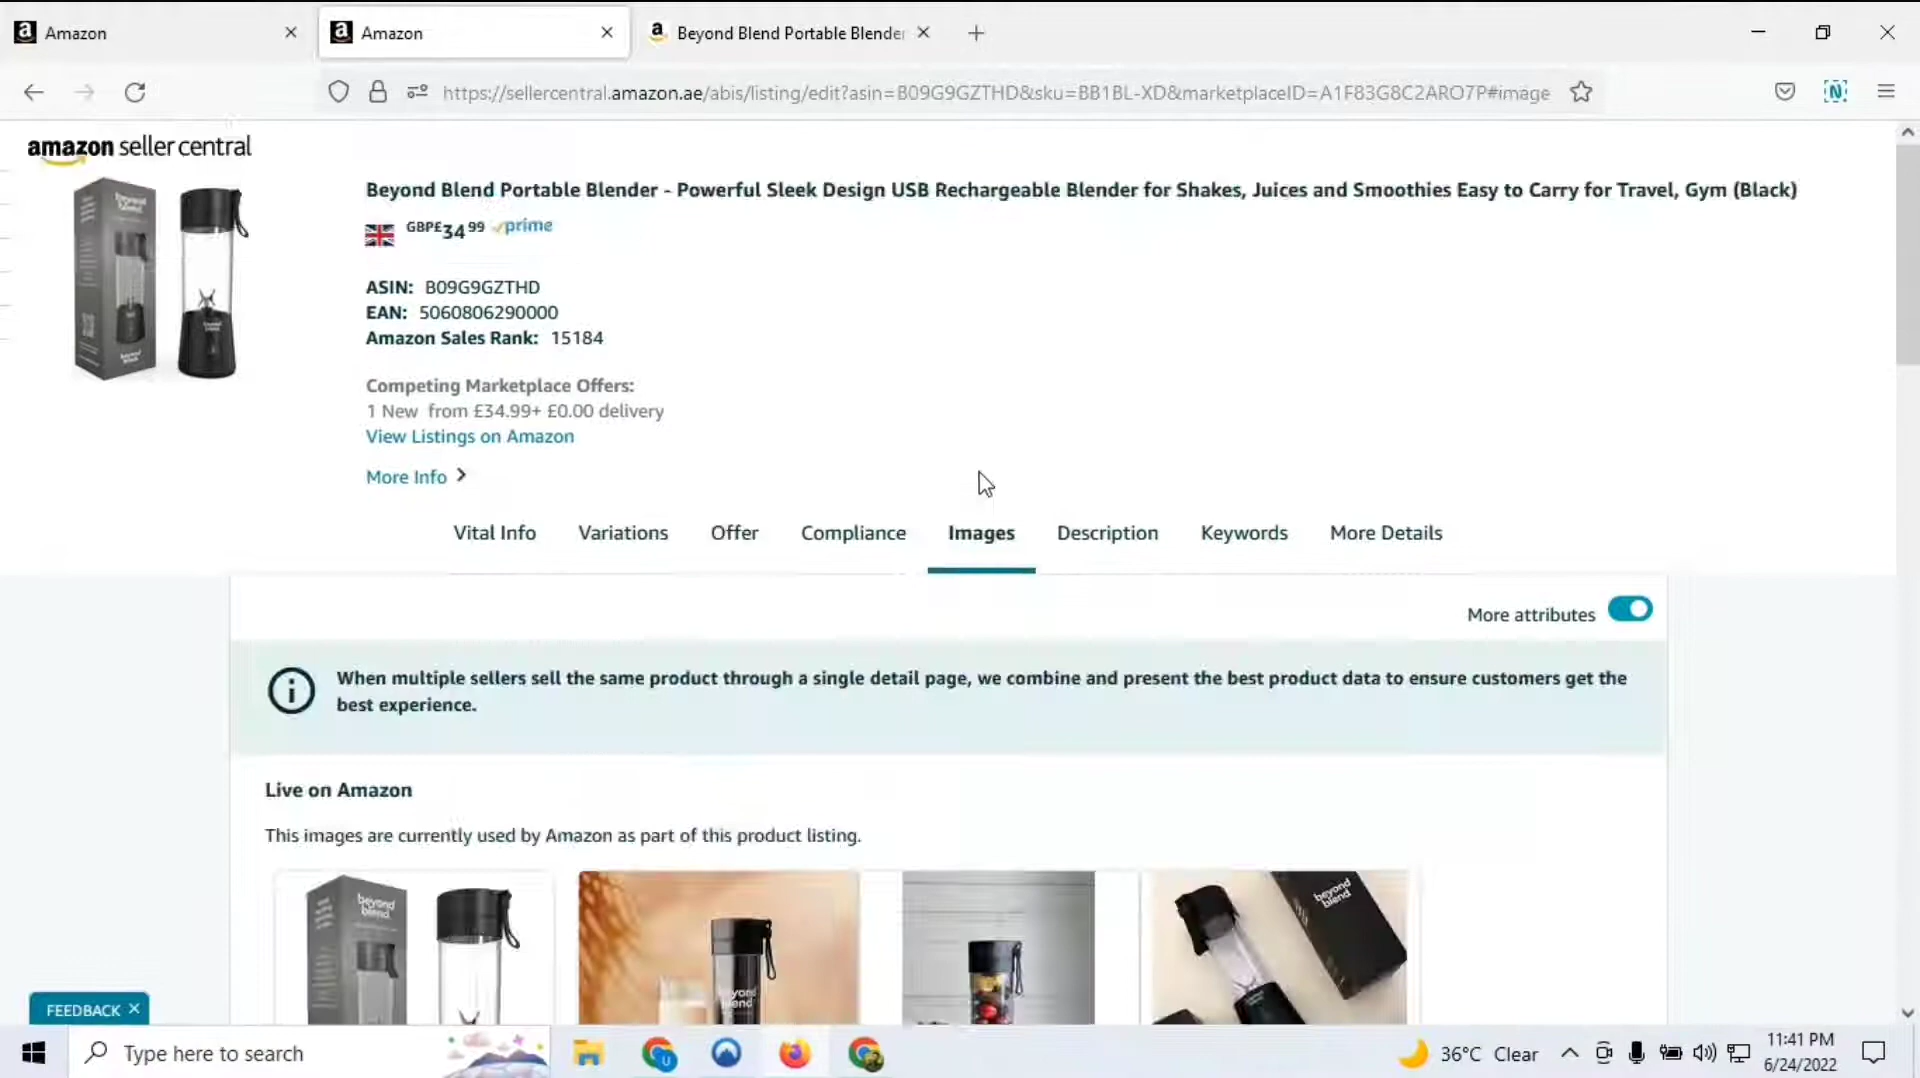 Amazon
Amazon
Beyond Blend Portable Blende
https://sellercentral.amazon.ae/abis/listing/edit?asin=B09G9GZTHD&sku=BB1BL-XD&marketplaceID=A1F83G8C2ARO7P#image
amazon seller central
Beyond Blend Portable Blender - Powerful Sleek Design USB Rechargeable Blender for Shakes, Juices and Smoothies Easy to Carry for Travel, Gym (Black)
GBP£34 99 prime
ASIN: B09G9GZTHD
EAN: 5060806290000
Amazon Sales Rank: 15184
Competing Marketplace Offers:
1 New from £34.99+ £0.00 delivery
View Listings on Amazon
More Info
Vital Info
Variations
Offer
Compliance
Images
Description
Keywords
More Details
More attributes
When multiple sellers sell the same product through a single detail page, we combine and present the best product data to ensure customers get the
best experience.
Live on Amazon
This images are currently used by Amazon as part of this product listing.
beyond
blend
beyond
blend
beyond
blend
FEEDBACK
Type here to search
36°C Clear
11:41 PM
6/24/2022